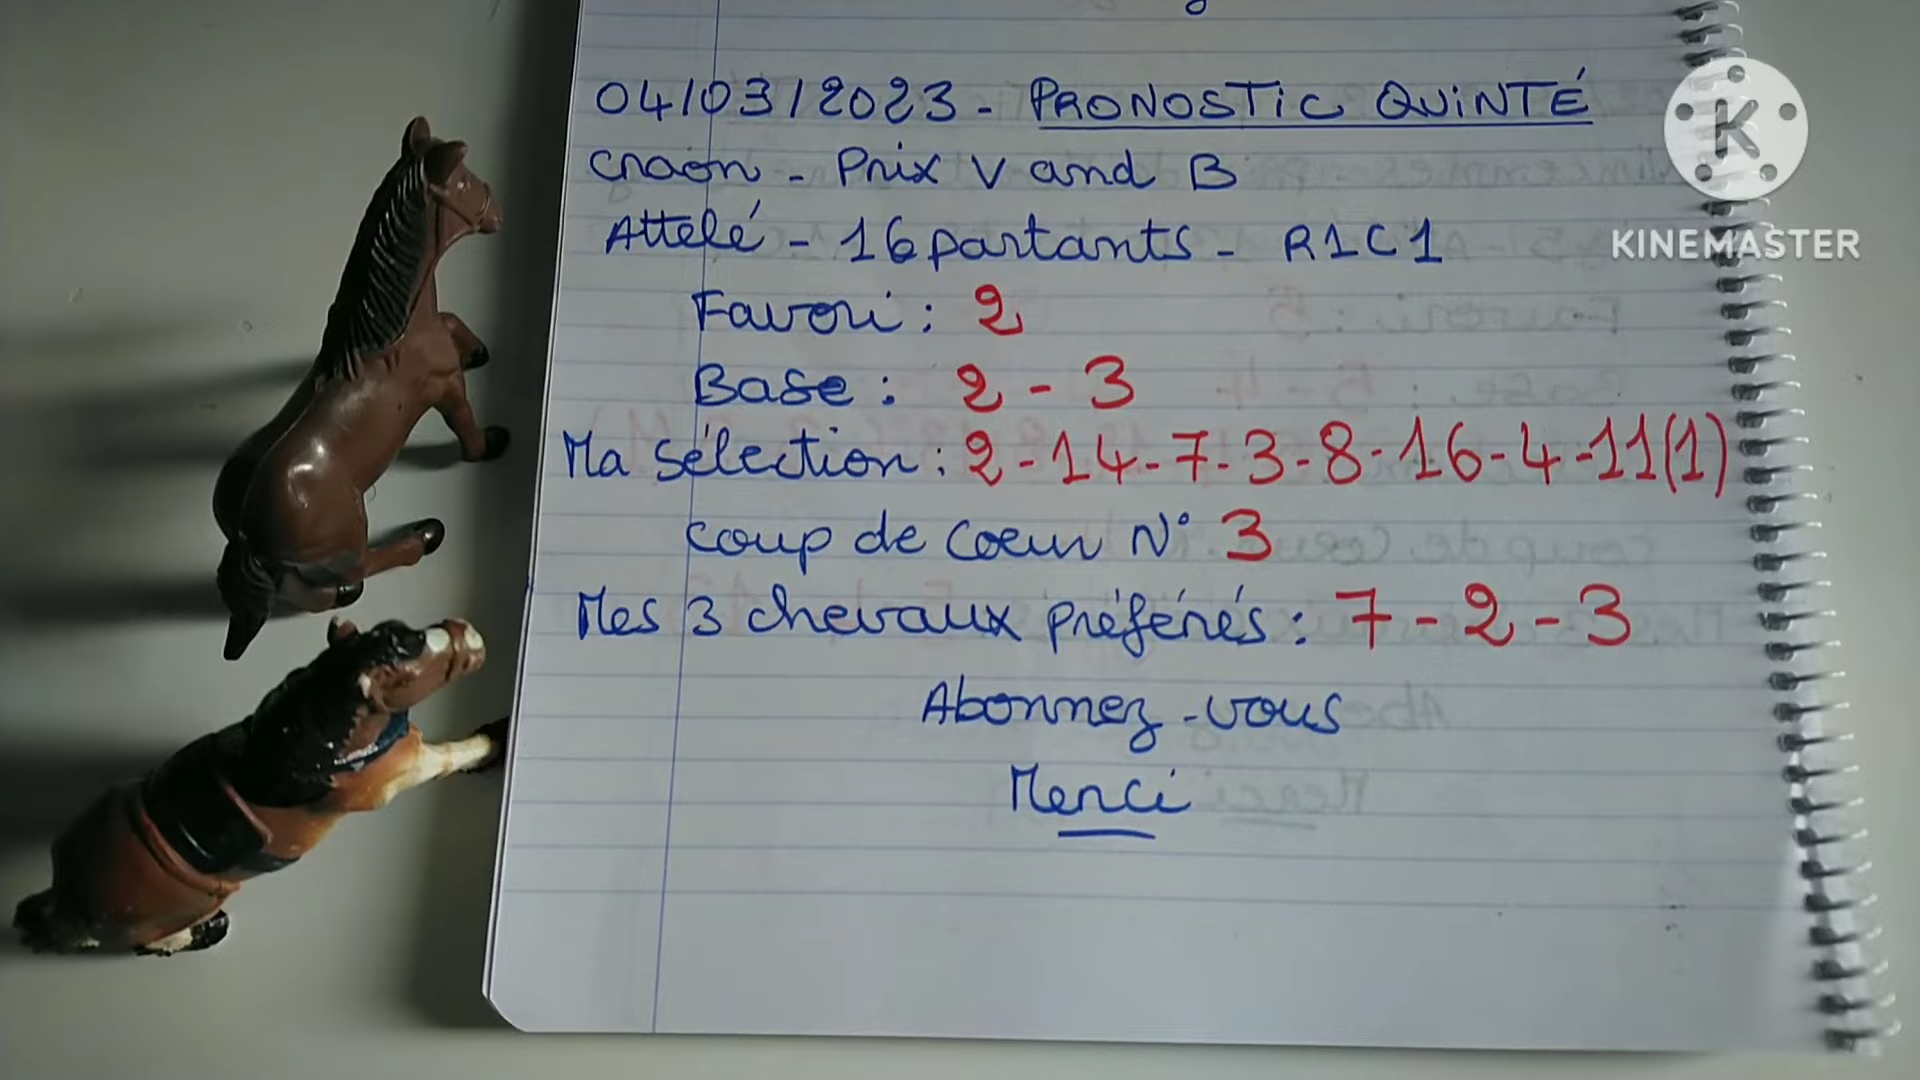 04/03/2023 - PRONOSTIC QUINTÉ
Craon - Prix V and B
Attelé - 16 partants - R1C1
Favori : 2
Base : 2 - 3
Ma sélection : 2 - 14 - 7 - 3 - 8 - 16 - 4 - 11 (1)
Coup de Coeur N° 3
Mes 3 chevaux préférés : 7 - 2 - 3
Abonnez-vous
Merci
K
KINEMASTER